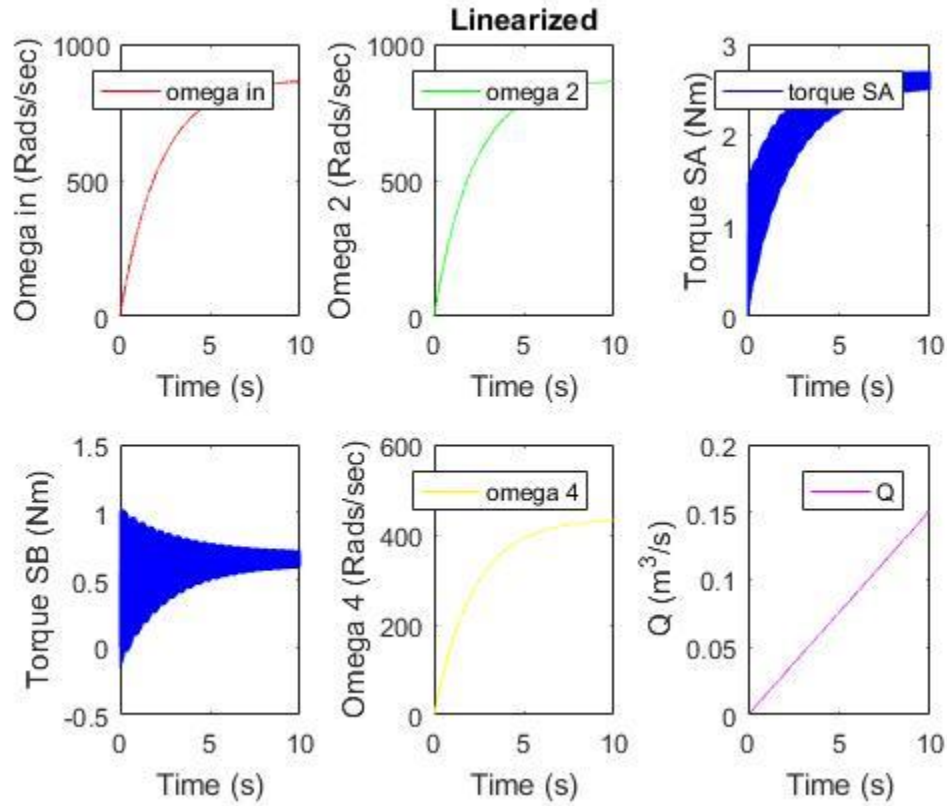 Linearized
Omega in (Rads/sec)
1000
500
0
omega in
0 5 10
Time (s)
Omega 2 (Rads/sec)
1000
500
0
omega 2
0 5 10
Time (s)
Torque SA (Nm)
3
2
1
0
torque SA
0 5 10
Time (s)
Torque SB (Nm)
1.5
1
0.5
0
-0.5
0 5 10
Time (s)
Omega 4 (Rads/sec)
600
400
200
0
omega 4
0 5 10
Time (s)
Q (m³/s)
0.2
0.15
0.1
0.05
0
Q
0 5 10
Time (s)